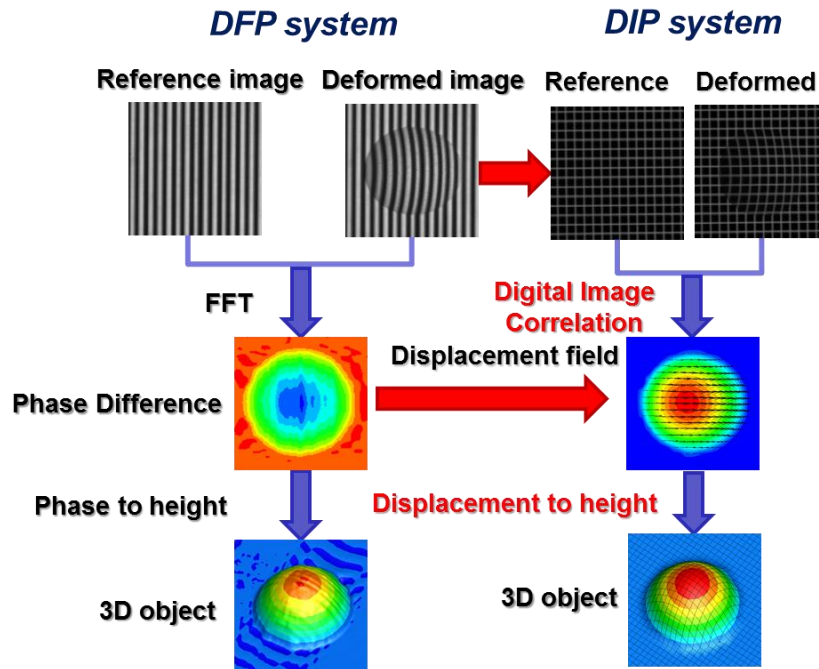 DFP system
DIP system
Reference image
Deformed image
Reference
Deformed
FFT
Digital Image
Correlation
Displacement field
Phase Difference
Phase to height
Displacement to height
3D object
3D object